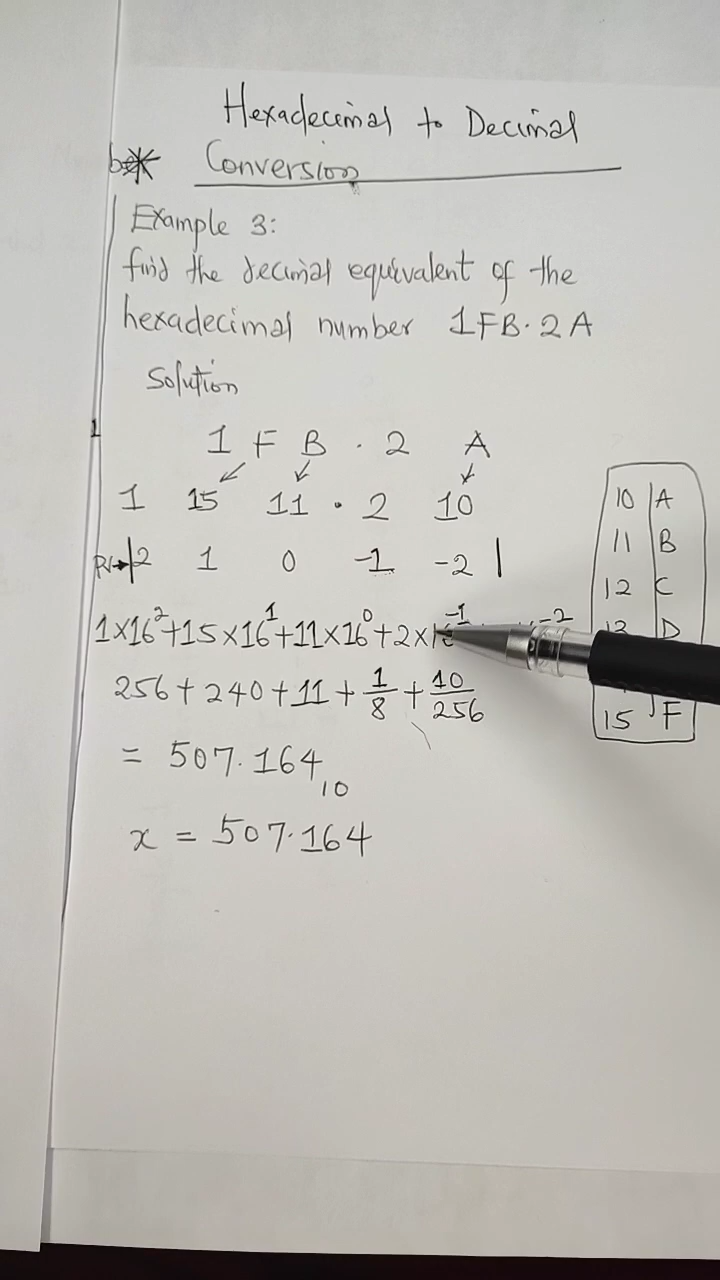 Hexadecimal to Decimal
Conversion
Example 3:
find the decimal equivalent of the
hexadecimal number 1FB.2A
Solution
1 F B . 2 A
1 15 11 . 2 10
2 1 0 -1 -2
1×16²+15×16¹+11×16⁰+2×
256+240+11+1/8+10/256
= 507.164₁₀
x = 507.164
10 A
11 B
12 C
D
15 F